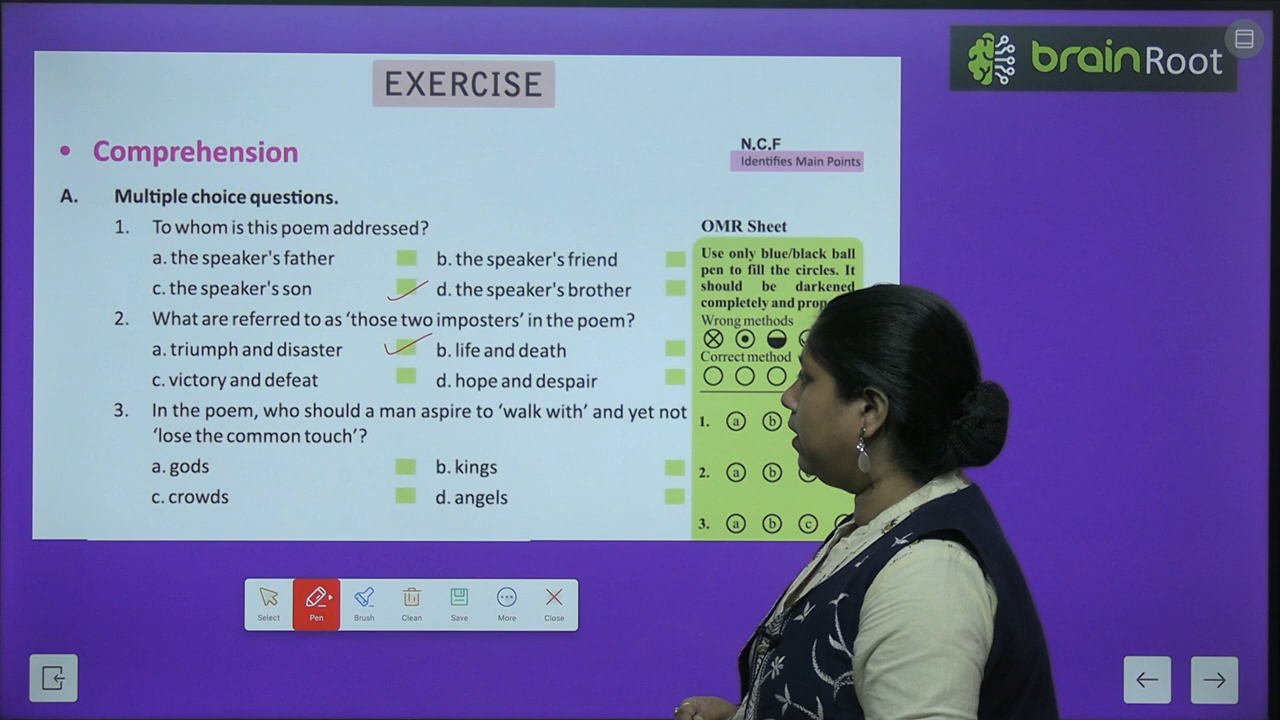 brainRoot
EXERCISE
• Comprehension
N.C.F
Identifies Main Points
A. Multiple choice questions.
1. To whom is this poem addressed?
a. the speaker's father b. the speaker's friend
c. the speaker's son d. the speaker's brother
2. What are referred to as ‘those two imposters’ in the poem?
a. triumph and disaster b. life and death
c. victory and defeat d. hope and despair
3. In the poem, who should a man aspire to ‘walk with’ and yet not
‘lose the common touch’?
a. gods b. kings
c. crowds d. angels
OMR Sheet
Use only blue/black ball
pen to fill the circles. It
should be darkened
completely and
Wrong methods
Correct method
1. a b
2. a b
3. a b c
Select Pen Brush Clean Save More Close